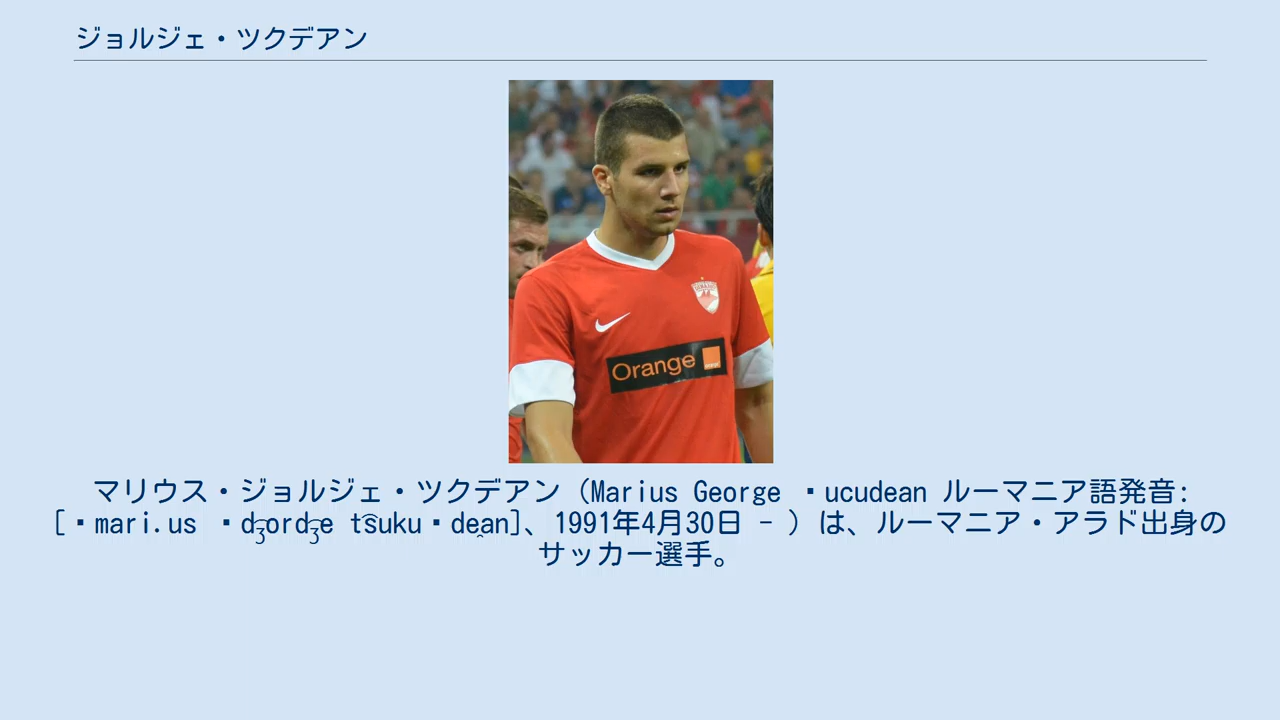 ジョルジェ・ツクデアン
Orange
マリウス・ジョルジェ・ツクデアン（Marius George ▪ucudean ルーマニア語発音:
[▪mari.us ▪d͡ʒord͡ʒe t͡suku▪de̯an]、1991年4月30日 - ）は、ルーマニア・アラド出身の
サッカー選手。